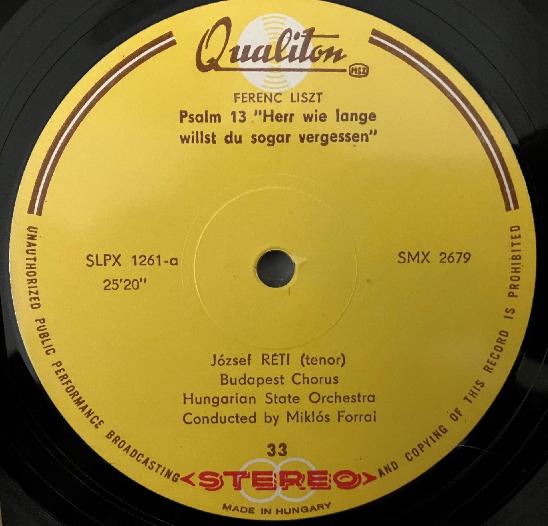 Qualiton
MSZ
FERENC LISZT
Psalm 13 "Herr wie lange
willst du sogar vergessen"
SLPX 1261-a
25'20"
SMX 2679
József RÉTI (tenor)
Budapest Chorus
Hungarian State Orchestra
Conducted by Miklós Forrai
33
<STEREO>
MADE IN HUNGARY
UNAUTHORIZED PUBLIC PERFORMANCE BROADCASTING AND COPYING OF THIS RECORD IS PROHIBITED